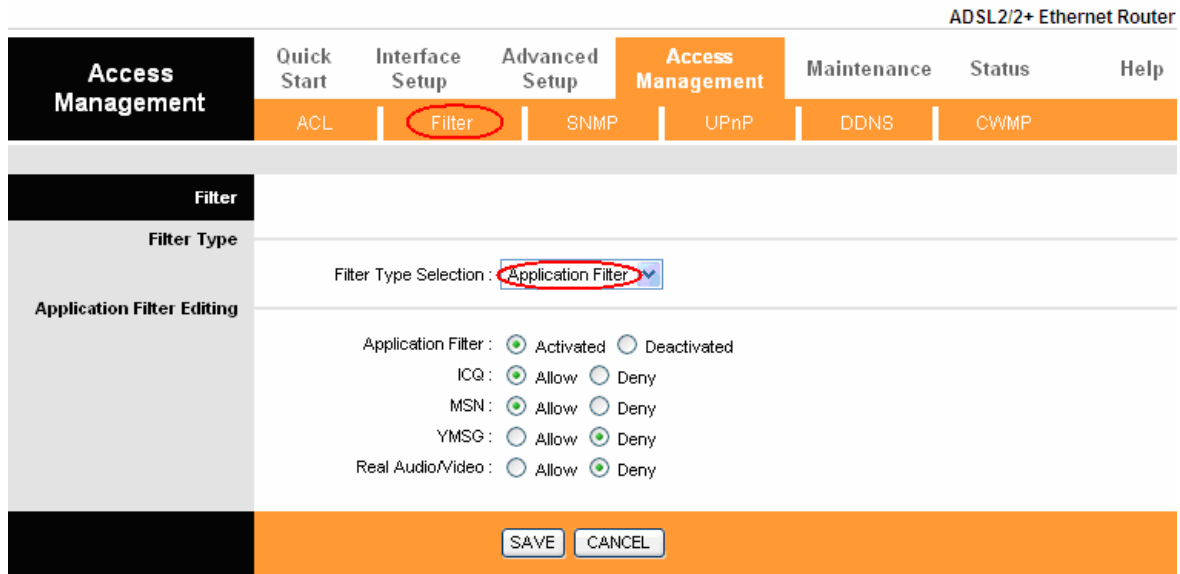 ADSL2/2+ Ethernet Router
Access Management
Quick Start
Interface Setup
Advanced Setup
Access Management
Maintenance
Status
Help
ACL
Filter
SNMP
UPnP
DDNS
CWMP
Filter
Filter Type
Filter Type Selection : Application Filter
Application Filter Editing
Application Filter : Activated Deactivated
ICQ : Allow Deny
MSN : Allow Deny
YMSG : Allow Deny
Real Audio/Video : Allow Deny
SAVE CANCEL